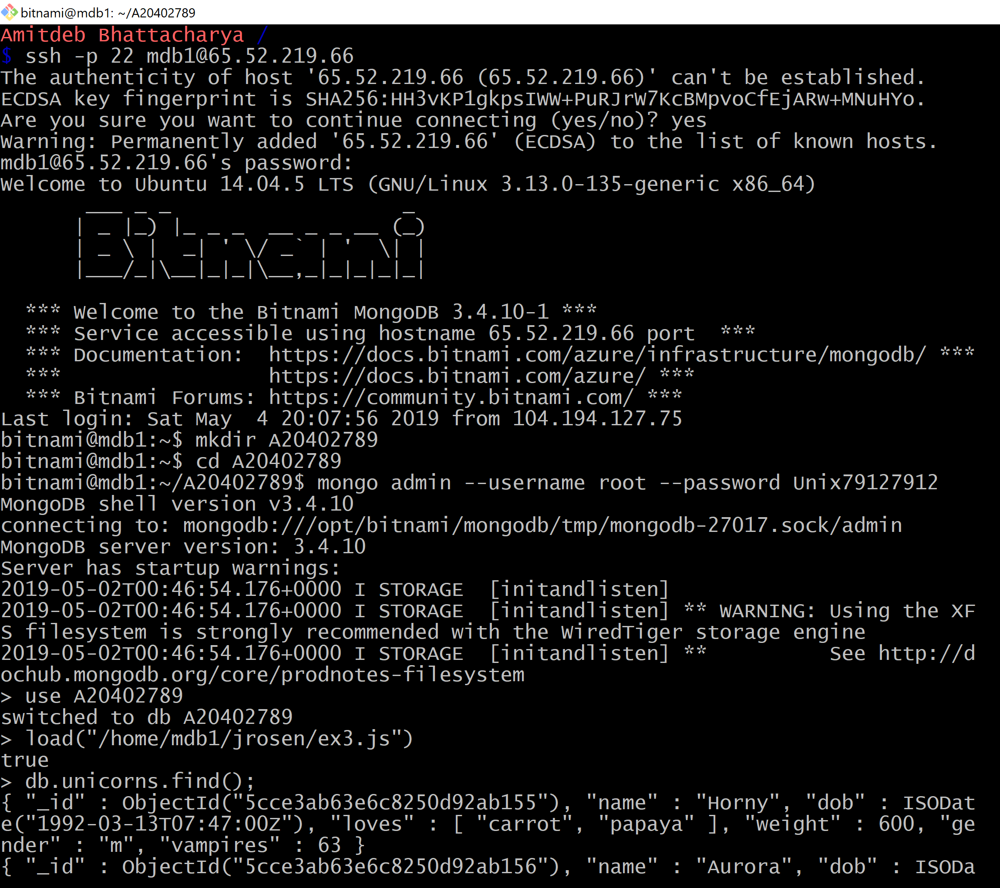 bitnami@mdb1: ~/A20402789
Amitdeb Bhattacharya /
$ ssh -p 22 mdb1@65.52.219.66
The authenticity of host '65.52.219.66 (65.52.219.66)' can't be established.
ECDSA key fingerprint is SHA256:HH3vKP1gkpsIWW+PuRJrW7KcBMpvoCfEjARw+MNuHYo.
Are you sure you want to continue connecting (yes/no)? yes
Warning: Permanently added '65.52.219.66' (ECDSA) to the list of known hosts.
mdb1@65.52.219.66's password:
Welcome to Ubuntu 14.04.5 LTS (GNU/Linux 3.13.0-135-generic x86_64)
       ___ _ _                   _
      | _ |_) |_ _ _  __ _ _ __ (_)
      | _ \ |  _| ' \/ _` | '  \| |
      |___/_|\__|_|_|\__,_|_|_|_|_|
*** Welcome to the Bitnami MongoDB 3.4.10-1 ***
*** Service accessible using hostname 65.52.219.66 port  ***
*** Documentation:  https://docs.bitnami.com/azure/infrastructure/mongodb/ ***
***                 https://docs.bitnami.com/azure/ ***
*** Bitnami Forums: https://community.bitnami.com/ ***
Last login: Sat May  4 20:07:56 2019 from 104.194.127.75
bitnami@mdb1:~$ mkdir A20402789
bitnami@mdb1:~$ cd A20402789
bitnami@mdb1:~/A20402789$ mongo admin --username root --password Unix79127912
MongoDB shell version v3.4.10
connecting to: mongodb:///opt/bitnami/mongodb/tmp/mongodb-27017.sock/admin
MongoDB server version: 3.4.10
Server has startup warnings:
2019-05-02T00:46:54.176+0000 I STORAGE  [initandlisten]
2019-05-02T00:46:54.176+0000 I STORAGE  [initandlisten] ** WARNING: Using the XF
S filesystem is strongly recommended with the WiredTiger storage engine
2019-05-02T00:46:54.176+0000 I STORAGE  [initandlisten] **          See http://d
ochub.mongodb.org/core/prodnotes-filesystem
> use A20402789
switched to db A20402789
> load("/home/mdb1/jrosen/ex3.js")
true
> db.unicorns.find();
{ "_id" : ObjectId("5cce3ab63e6c8250d92ab155"), "name" : "Horny", "dob" : ISODat
e("1992-03-13T07:47:00Z"), "loves" : [ "carrot", "papaya" ], "weight" : 600, "ge
nder" : "m", "vampires" : 63 }
{ "_id" : ObjectId("5cce3ab63e6c8250d92ab156"), "name" : "Aurora", "dob" : ISODa